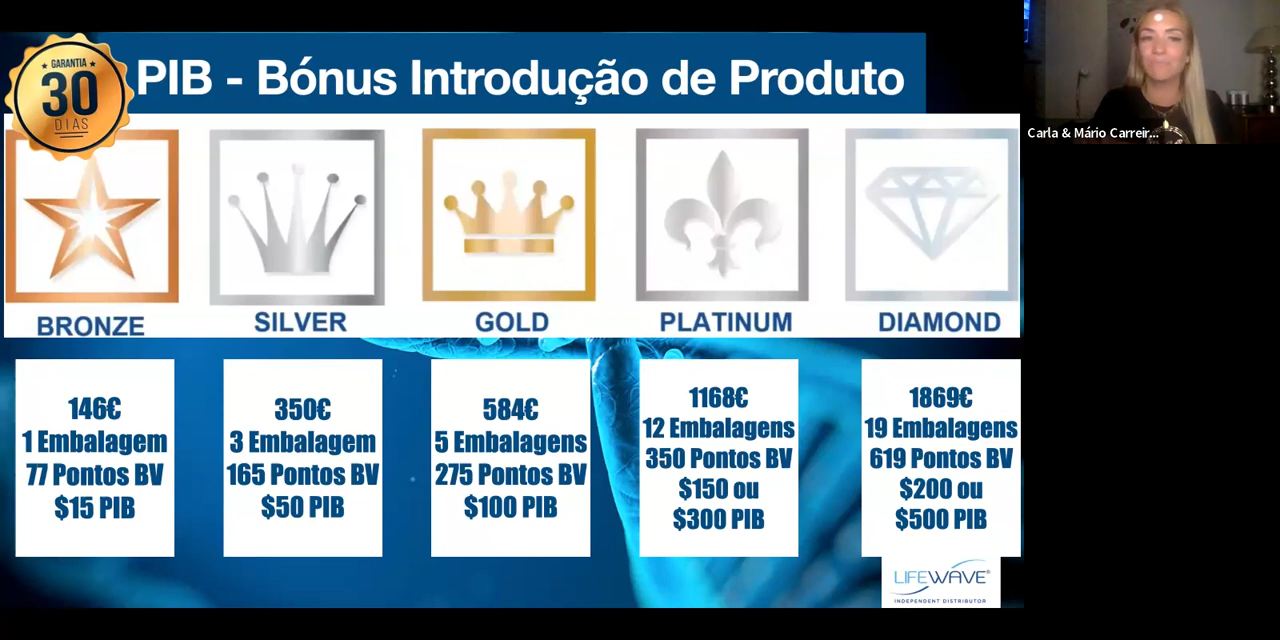 GARANTIA
30
DIAS
PIB - Bónus Introdução de Produto
BRONZE
SILVER
GOLD
PLATINUM
DIAMOND
146€
1 Embalagem
77 Pontos BV
$15 PIB
350€
3 Embalagem
165 Pontos BV
$50 PIB
584€
5 Embalagens
275 Pontos BV
$100 PIB
1168€
12 Embalagens
350 Pontos BV
$150 ou
$300 PIB
1869€
19 Embalagens
619 Pontos BV
$200 ou
$500 PIB
LIFEWAVE®
INDEPENDENT DISTRIBUTOR
Carla & Mário Carreir...